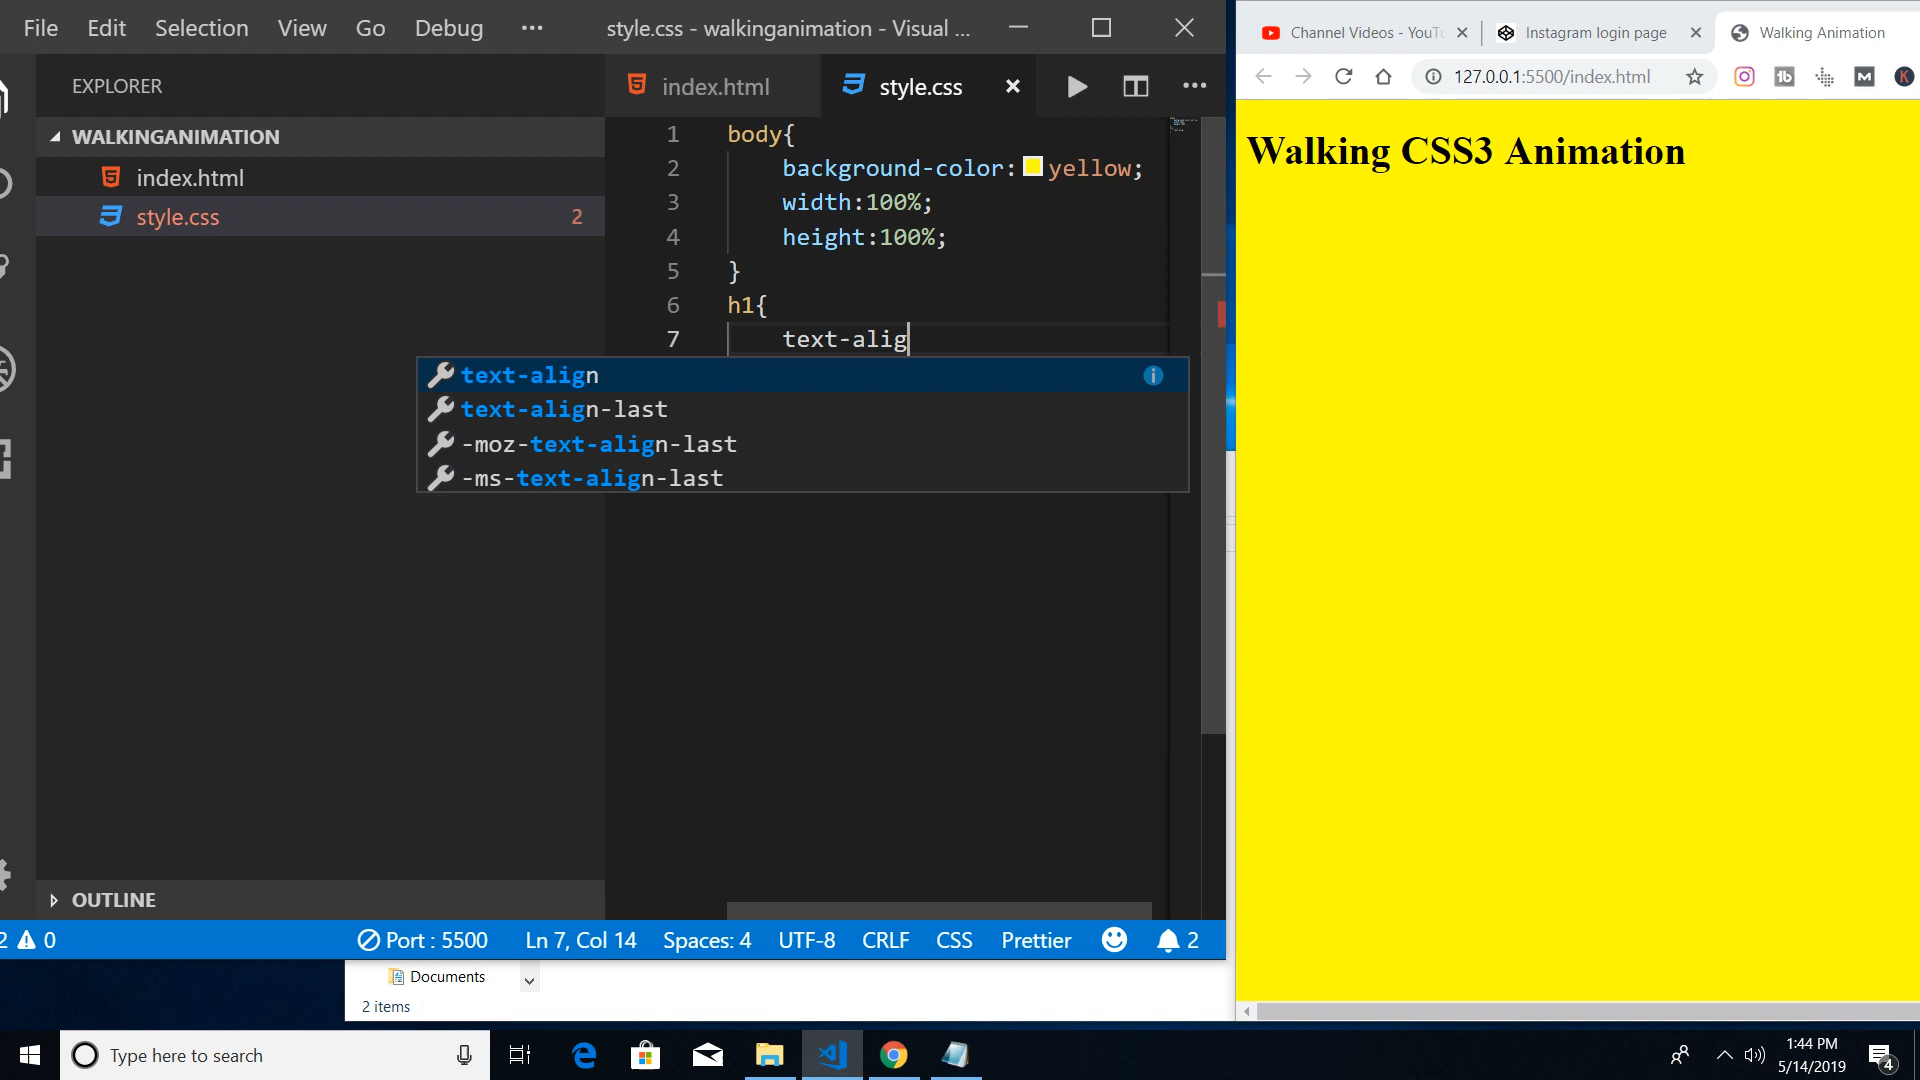 File Edit Selection View Go Debug ··· style.css - walkinganimation - Visual ...
EXPLORER
WALKINGANIMATION
index.html
style.css 2
OUTLINE
index.html style.css
1 body{
2 background-color: yellow;
3 width:100%;
4 height:100%;
5 }
6 h1{
7 text-alig
text-align
text-align-last
-moz-text-align-last
-ms-text-align-last
2 0 Port : 5500 Ln 7, Col 14 Spaces: 4 UTF-8 CRLF CSS Prettier 2
Documents
2 items
Channel Videos - YouTu Instagram login page Walking Animation
127.0.0.1:5500/index.html
Walking CSS3 Animation
Type here to search
1:44 PM
5/14/2019
4